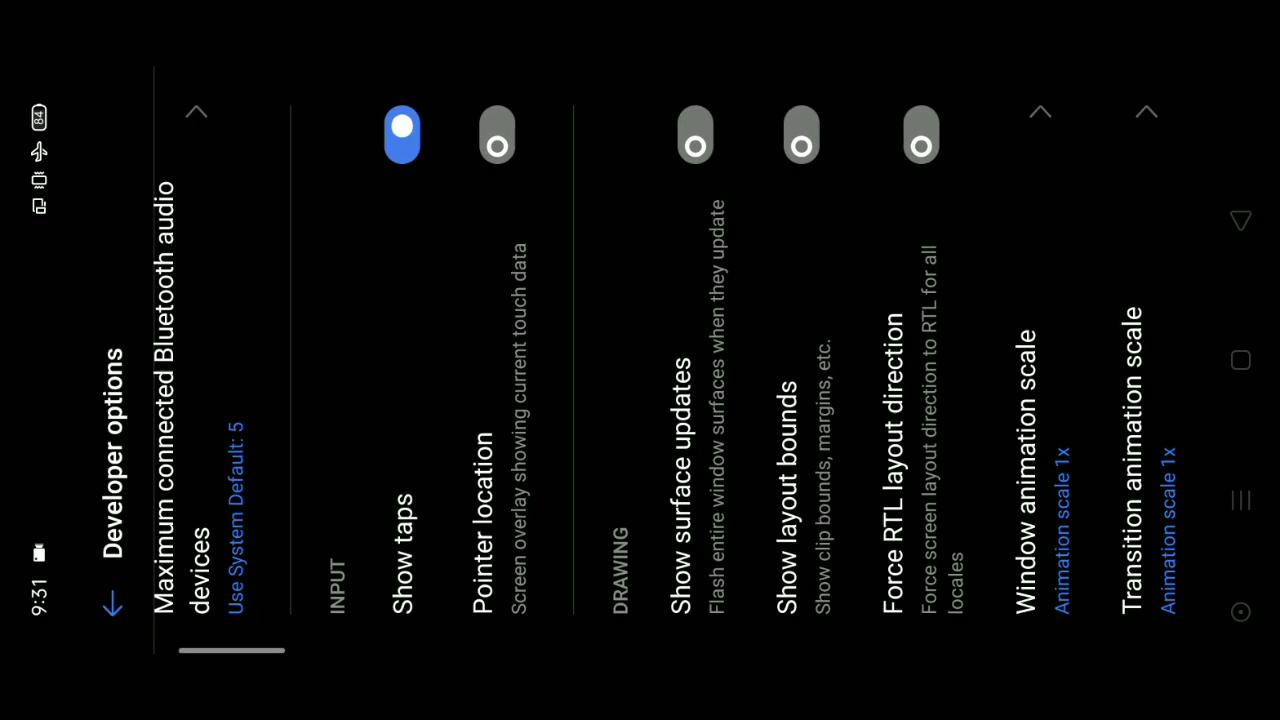 9:31
84
Developer options
Maximum connected Bluetooth audio
devices
Use System Default: 5
INPUT
Show taps
Pointer location
Screen overlay showing current touch data
DRAWING
Show surface updates
Flash entire window surfaces when they update
Show layout bounds
Show clip bounds, margins, etc.
Force RTL layout direction
Force screen layout direction to RTL for all
locales
Window animation scale
Animation scale 1x
Transition animation scale
Animation scale 1x